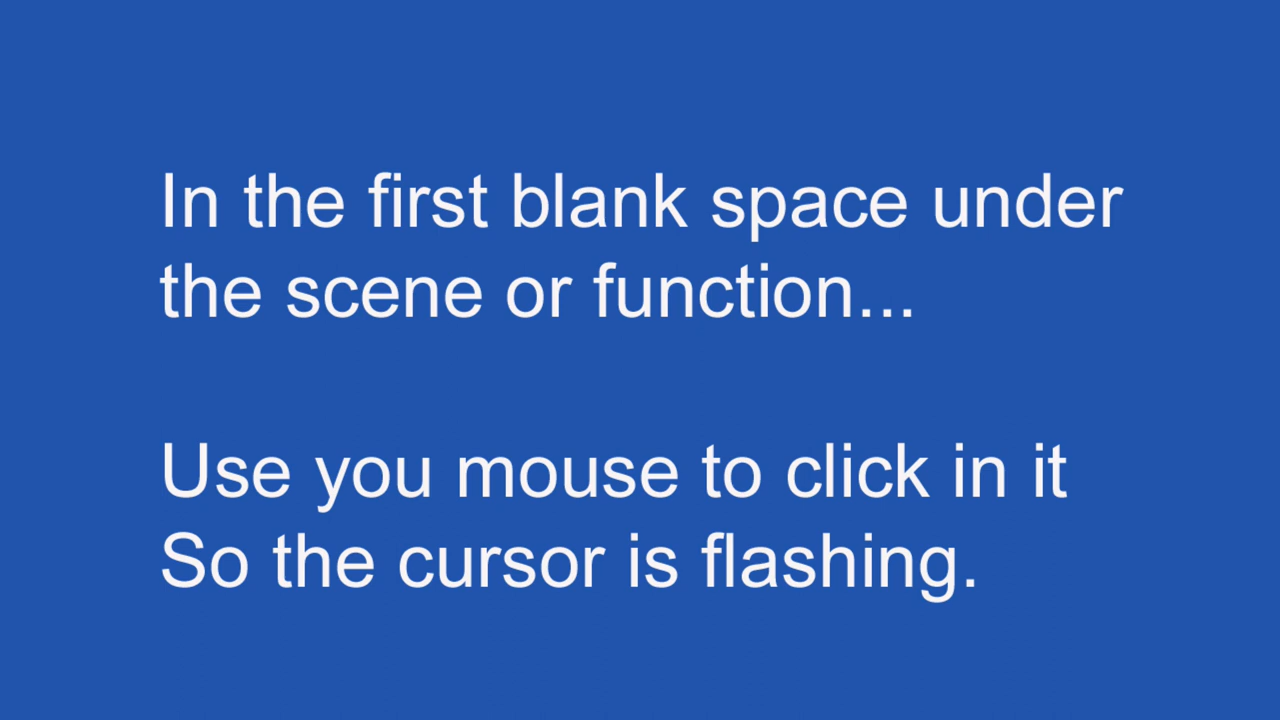 In the first blank space under
the scene or function...
Use you mouse to click in it
So the cursor is flashing.